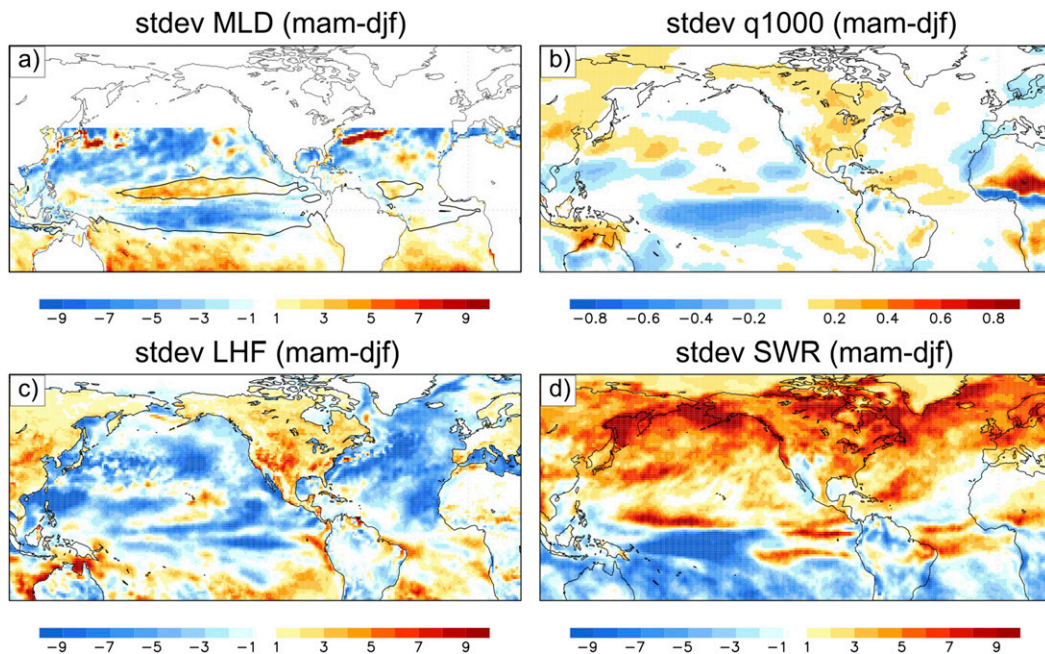 stdev MLD (mam-djf)
stdev q1000 (mam-djf)
a)
b)
−9 −7 −5 −3 −1 1 3 5 7 9
−0.8 −0.6 −0.4 −0.2 0.2 0.4 0.6 0.8
stdev LHF (mam-djf)
stdev SWR (mam-djf)
c)
d)
−9 −7 −5 −3 −1 1 3 5 7 9
−9 −7 −5 −3 −1 1 3 5 7 9